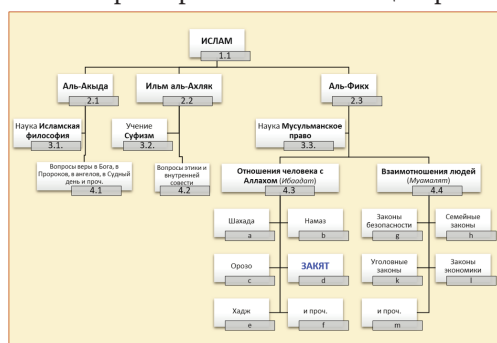 ИСЛАМ
1.1
Аль-Акыда
2.1
Ильм аль-Ахляк
2.2
Аль-Фикх
2.3
Наука Исламская
философия
3.1.
Учение
Суфизм
3.2.
Наука Мусульманское
право
3.3.
Вопросы веры в Бога, в
Пророков, в ангелов, в Судный
день и проч.
4.1
Вопросы этики и
внутренней
совести
4.2
Отношения человека с
Аллахом (Ибаадат)
4.3
Взаимотношения людей
(Муамалят)
4.4
Шахада
a
Намаз
b
Орозо
c
ЗАКЯТ
d
Хадж
e
и проч.
f
Законы
безопасности
g
Семейные
законы
h
Уголовные
законы
k
Законы
экономики
l
и проч.
m